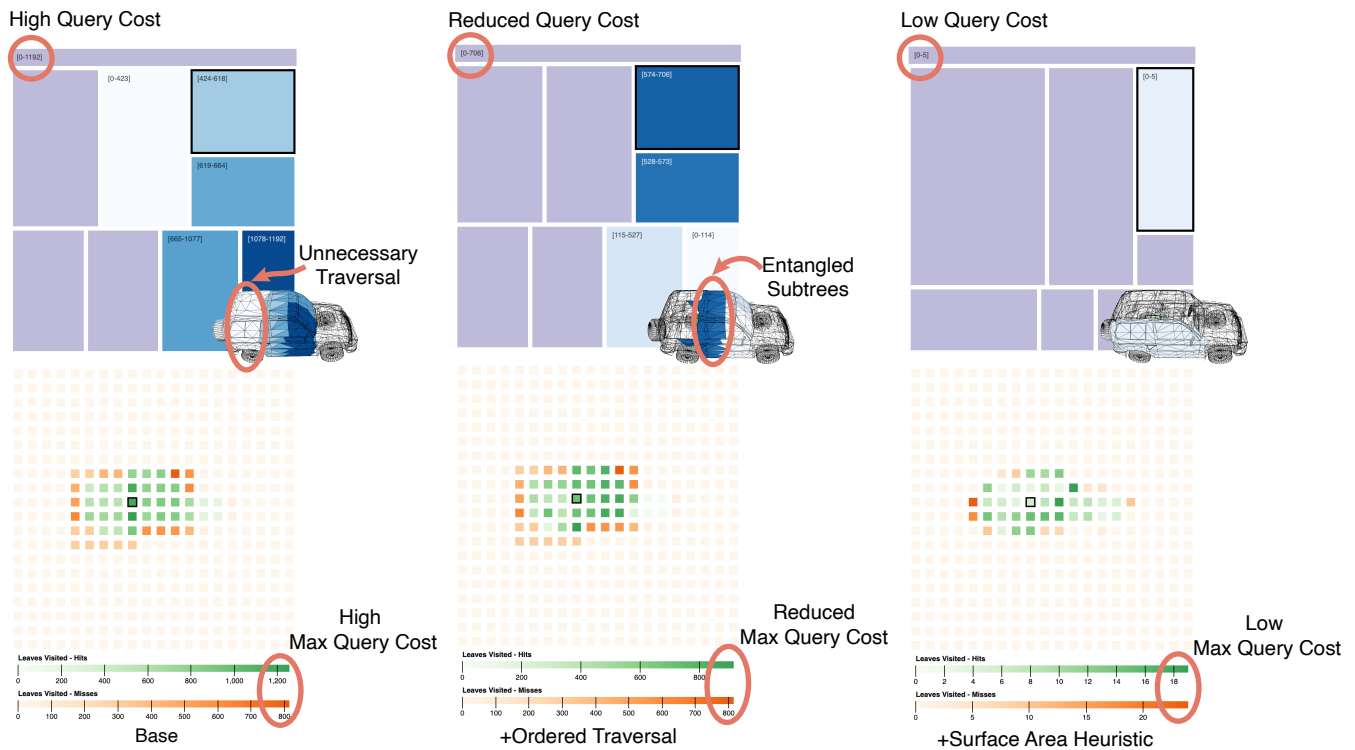 High Query Cost
[0-1192]
[0-423]
[424-618]
[619-664]
[665-1077]
[1078-1192]
Unnecessary
Traversal
High
Max Query Cost
Leaves Visited - Hits
0 200 400 600 800 1,000 1,200
Leaves Visited - Misses
0 100 200 300 400 500 600 700 800
Base
Reduced Query Cost
[0-706]
[574-706]
[528-573]
[115-527]
[0-114]
Entangled
Subtrees
Reduced
Max Query Cost
Leaves Visited - Hits
0 200 400 600 800
Leaves Visited - Misses
0 100 200 300 400 500 600 700 800
+Ordered Traversal
Low Query Cost
[0-5]
[0-5]
Low
Max Query Cost
Leaves Visited - Hits
0 2 4 6 8 10 12 14 16 18
Leaves Visited - Misses
0 5 10 15 20
+Surface Area Heuristic